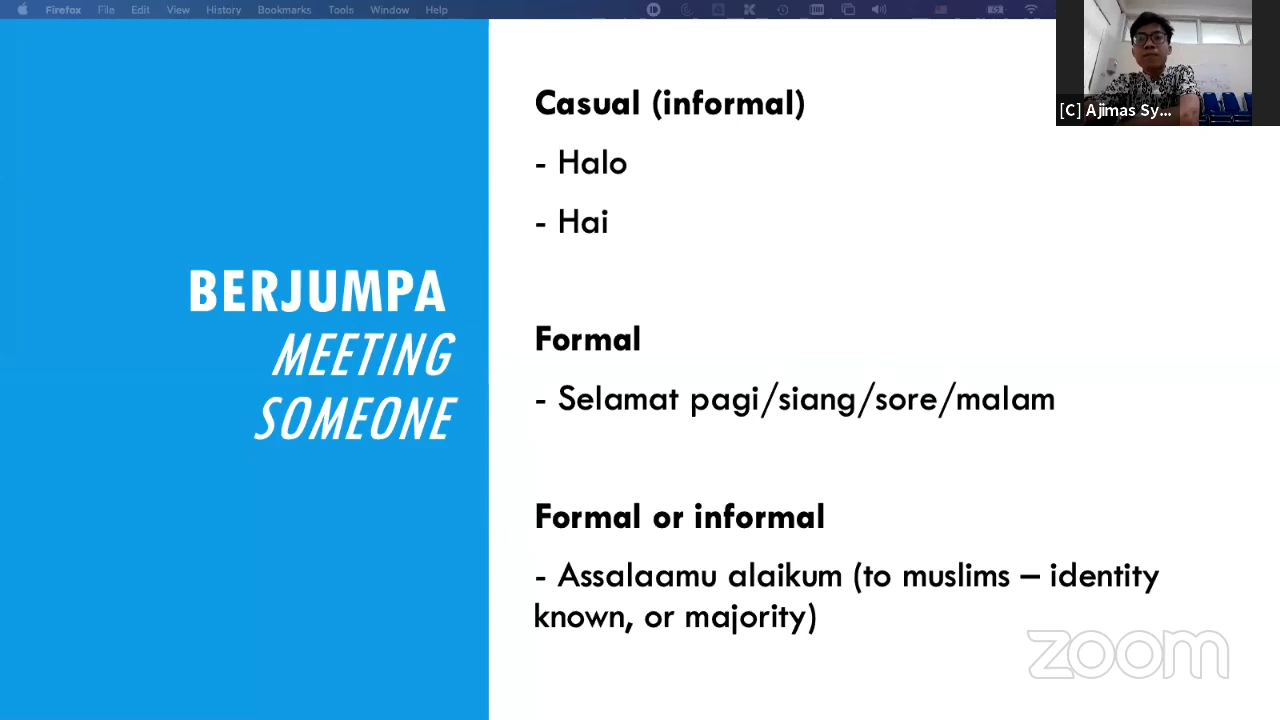 Firefox File Edit View History Bookmarks Tools Window Help
[C] Ajimas Sy...
BERJUMPA
MEETING
SOMEONE
Casual (informal)
- Halo
- Hai
Formal
- Selamat pagi/siang/sore/malam
Formal or informal
- Assalaamu alaikum (to muslims – identity
known, or majority)
zoom